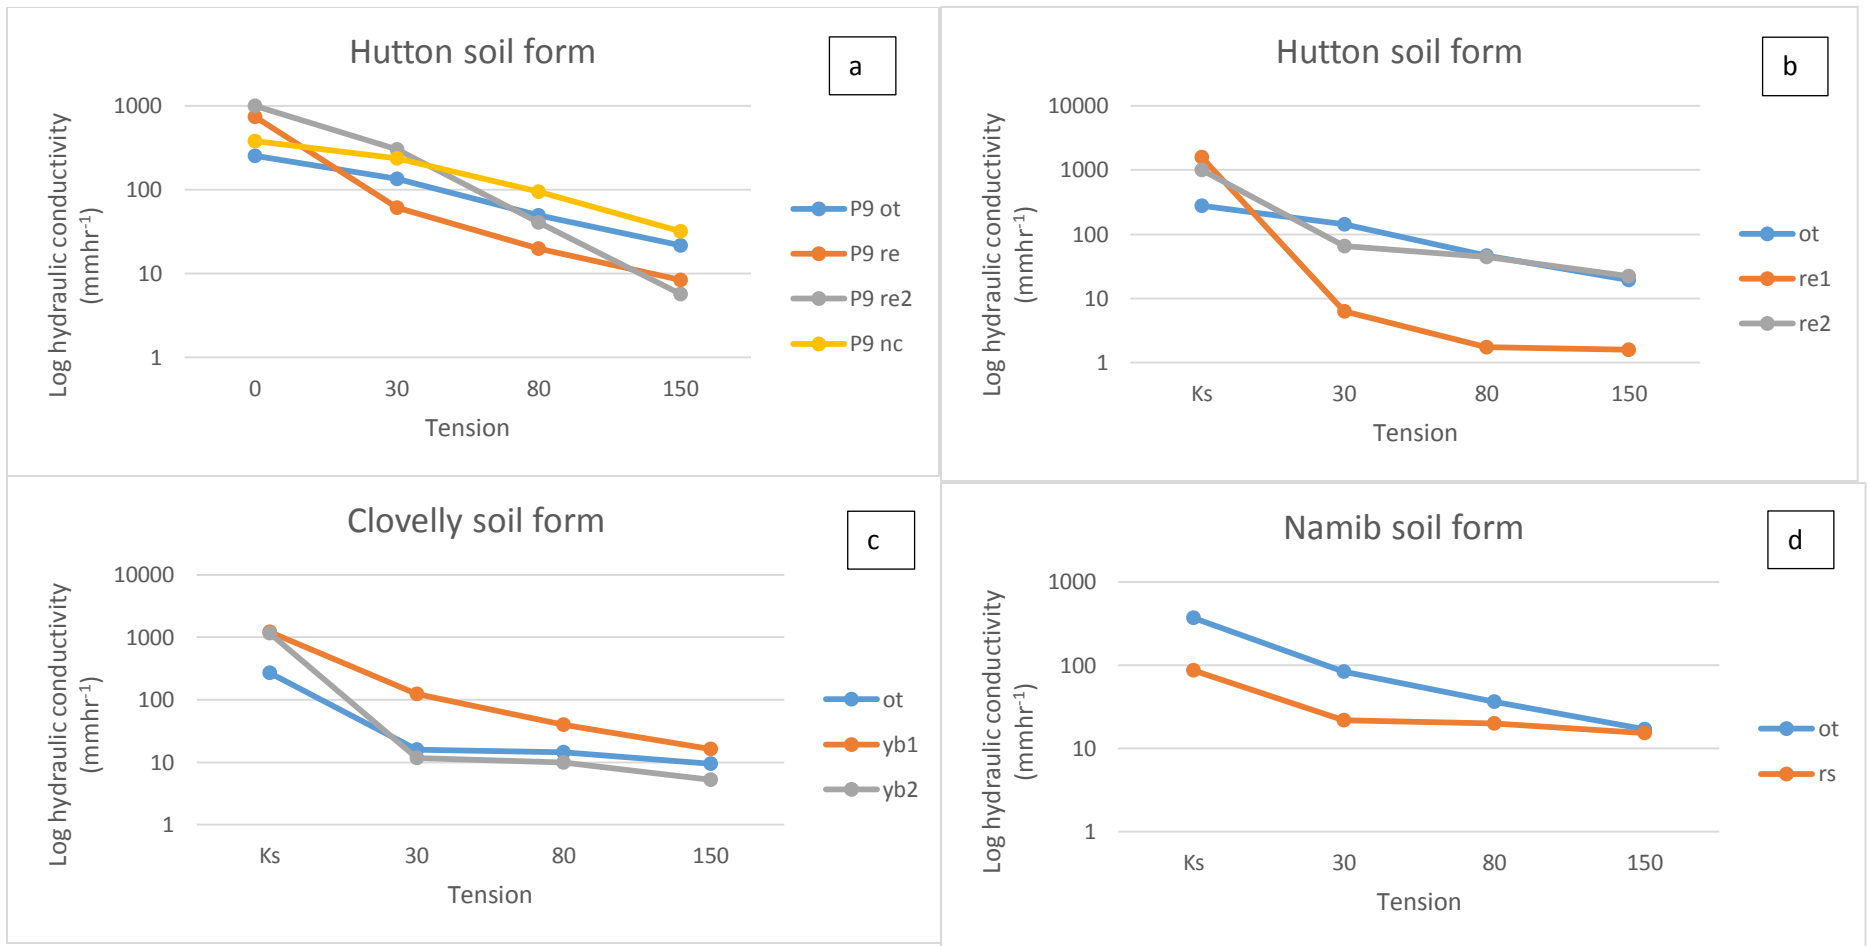 Hutton soil form
a
Log hydraulic conductivity
(mmhr-1)
1000
100
10
1
0
30
80
150
Tension
P9 ot
P9 re
P9 re2
P9 nc
Hutton soil form
b
Log hydraulic conductivity
(mmhr-1)
10000
1000
100
10
1
Ks
30
80
150
Tension
ot
re1
re2
Clovelly soil form
c
Log hydraulic conductivity
(mmhr-1)
10000
1000
100
10
1
Ks
30
80
150
Tension
ot
yb1
yb2
Namib soil form
d
Log hydraulic conductivity
(mmhr-1)
1000
100
10
1
Ks
30
80
150
Tension
ot
rs